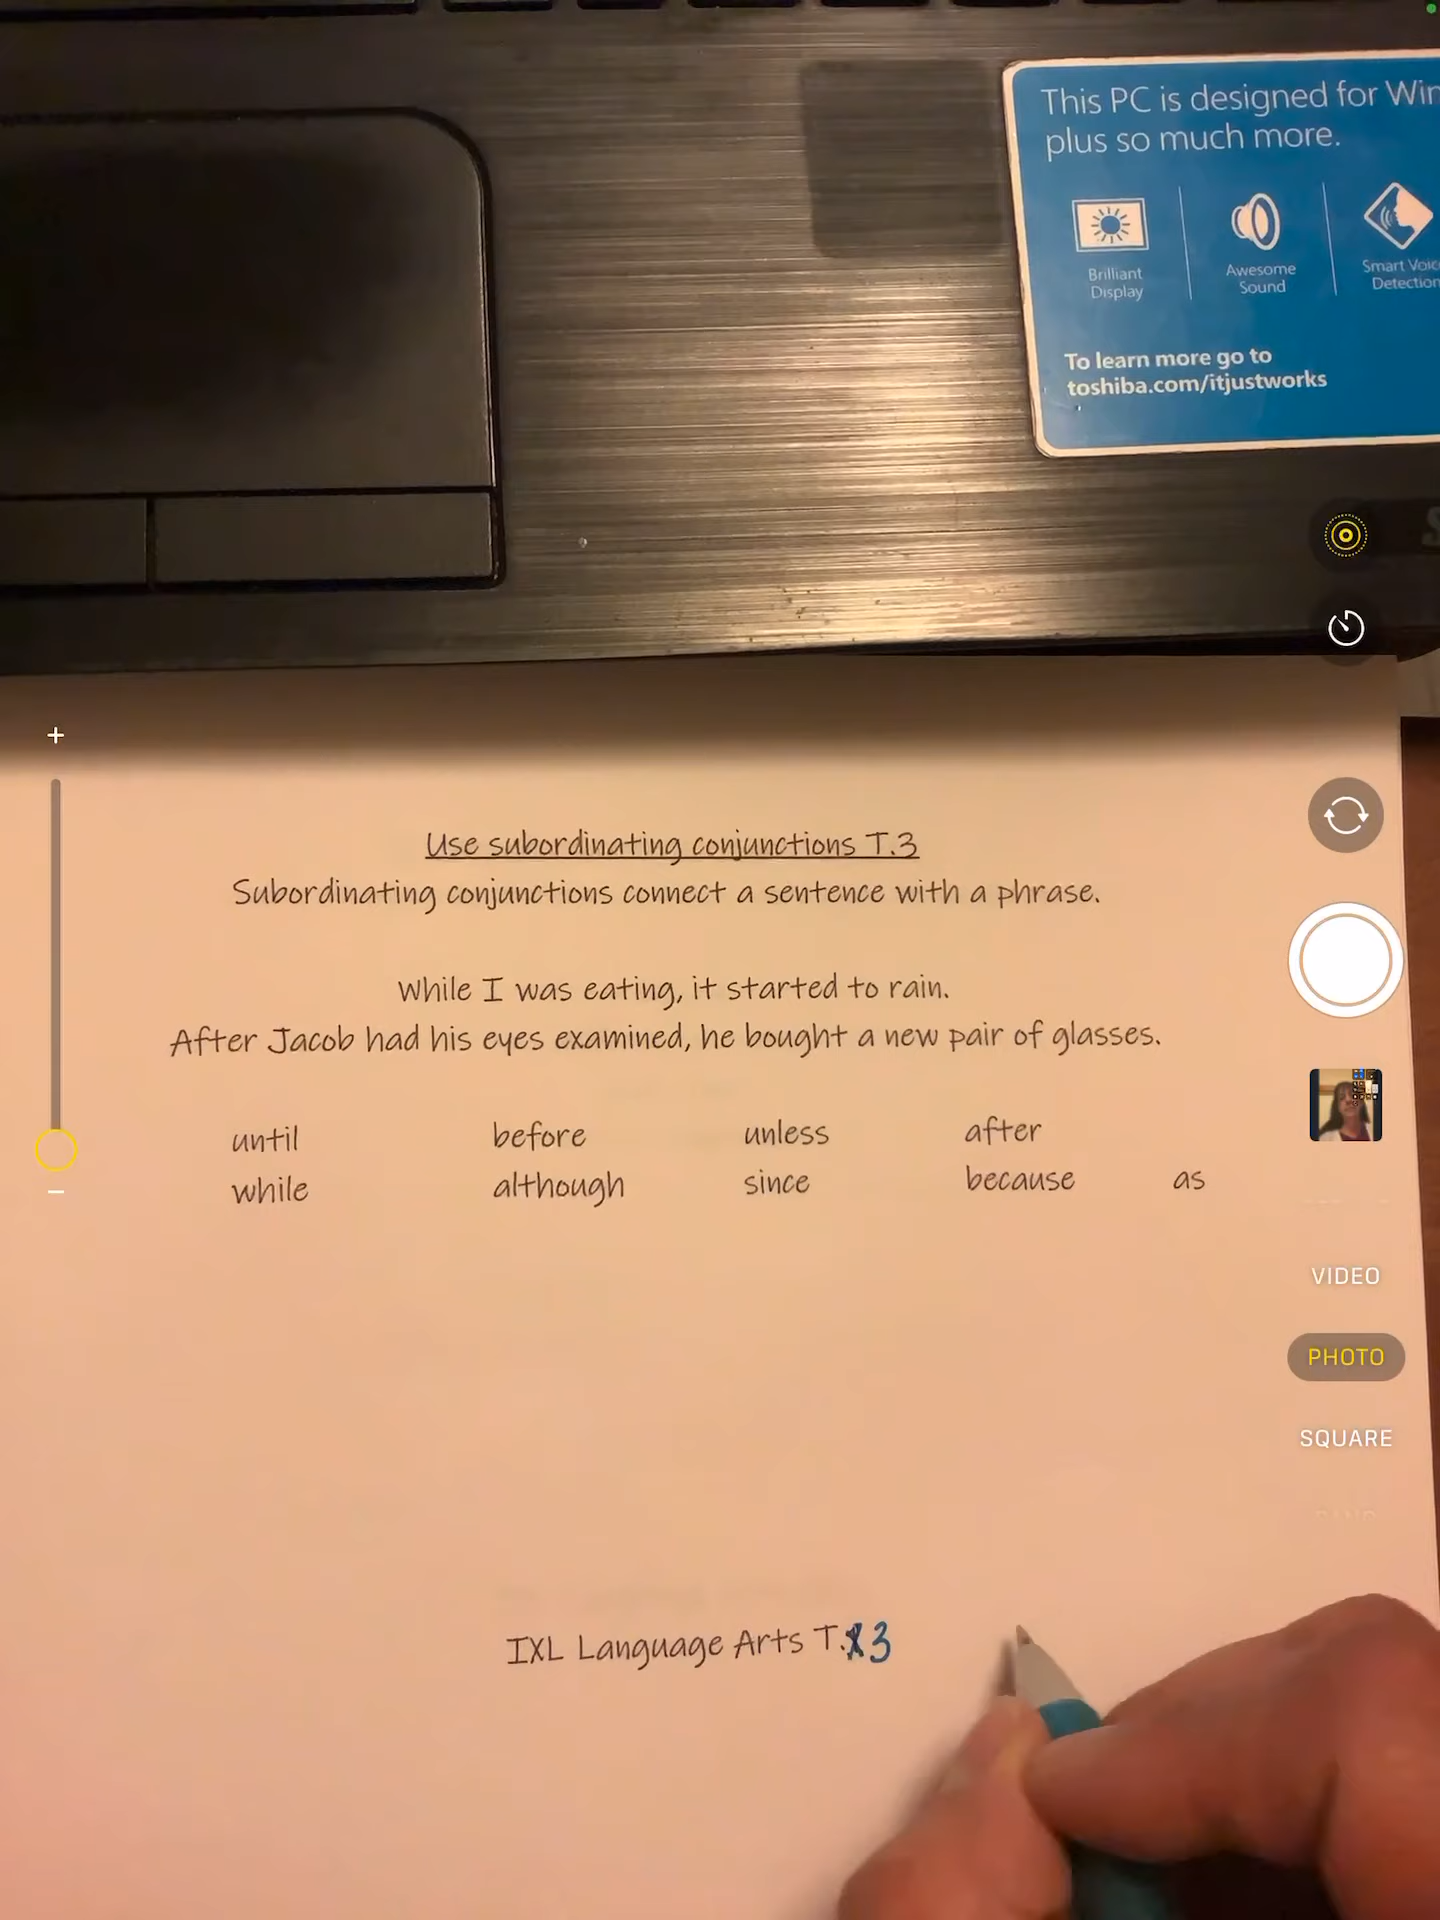 This PC is designed for Win
plus so much more.
Brilliant
Display
Awesome
Sound
Smart Voic
Detection
To learn more go to
toshiba.com/itjustworks
Use subordinating conjunctions T.3
Subordinating conjunctions connect a sentence with a phrase.
While I was eating, it started to rain.
After Jacob had his eyes examined, he bought a new pair of glasses.
until before unless after
while although since because as
VIDEO
PHOTO
SQUARE
IXL Language Arts T.3